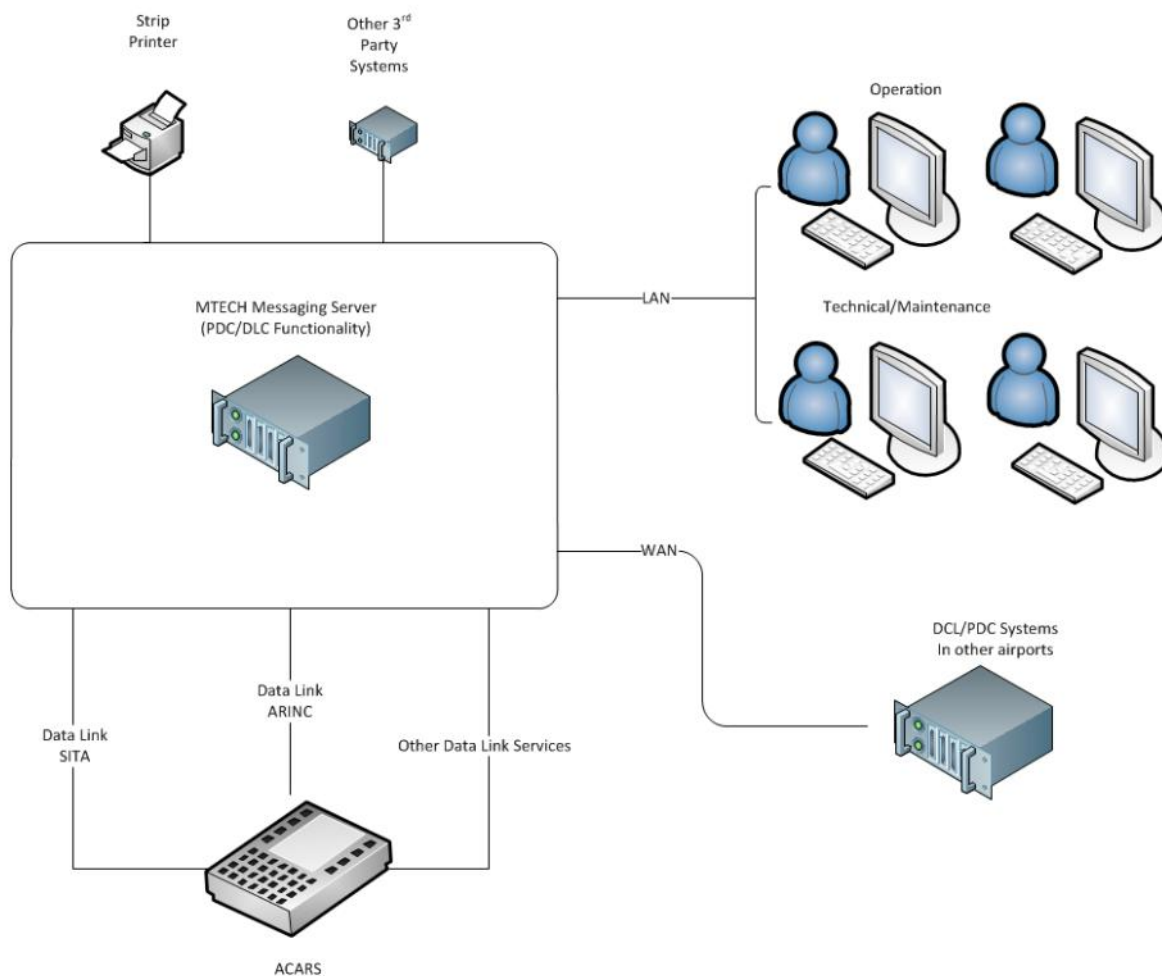 Strip
Printer
Other 3rd
Party
Systems
Operation
MTECH Messaging Server
(PDC/DLC Functionality)
LAN
Technical/Maintenance
WAN
DCL/PDC Systems
In other airports
Data Link
ARINC
Data Link
SITA
Other Data Link Services
ACARS